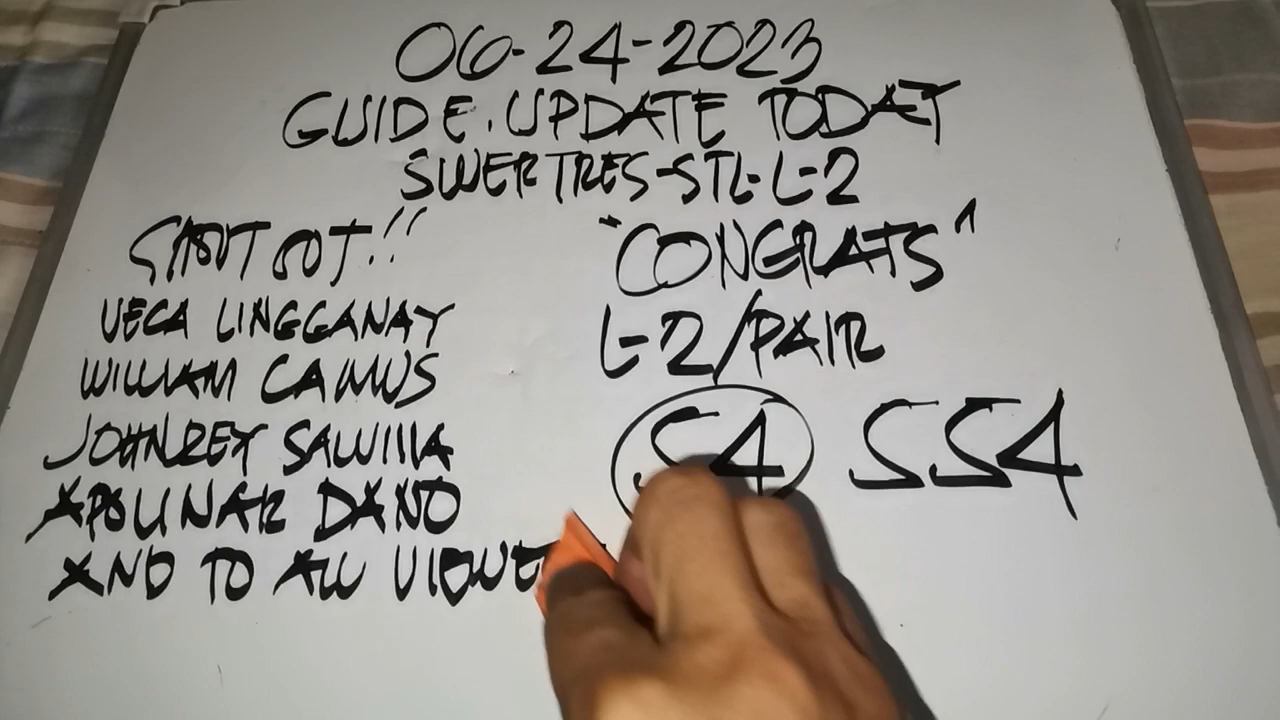 06-24-2023
GUIDE.UPDATE TODAY
SWERTRES-STL-L-2
SHOUT OUT!!
VECA LINGGANAY
WILLIAM CAMUS
JOHNREY SAWILLA
APOLINAR DANO
AND TO ALL VIEWE
"CONGRATS"
L-2/PAIR
54 554